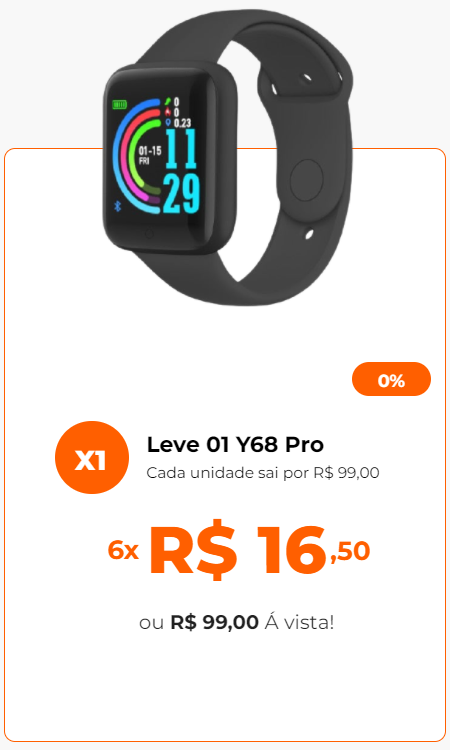 0
0
0.23
01-15
FRI
11
29
0%
X1
Leve 01 Y68 Pro
Cada unidade sai por R$ 99,00
6x R$ 16,50
ou R$ 99,00 Á vista!